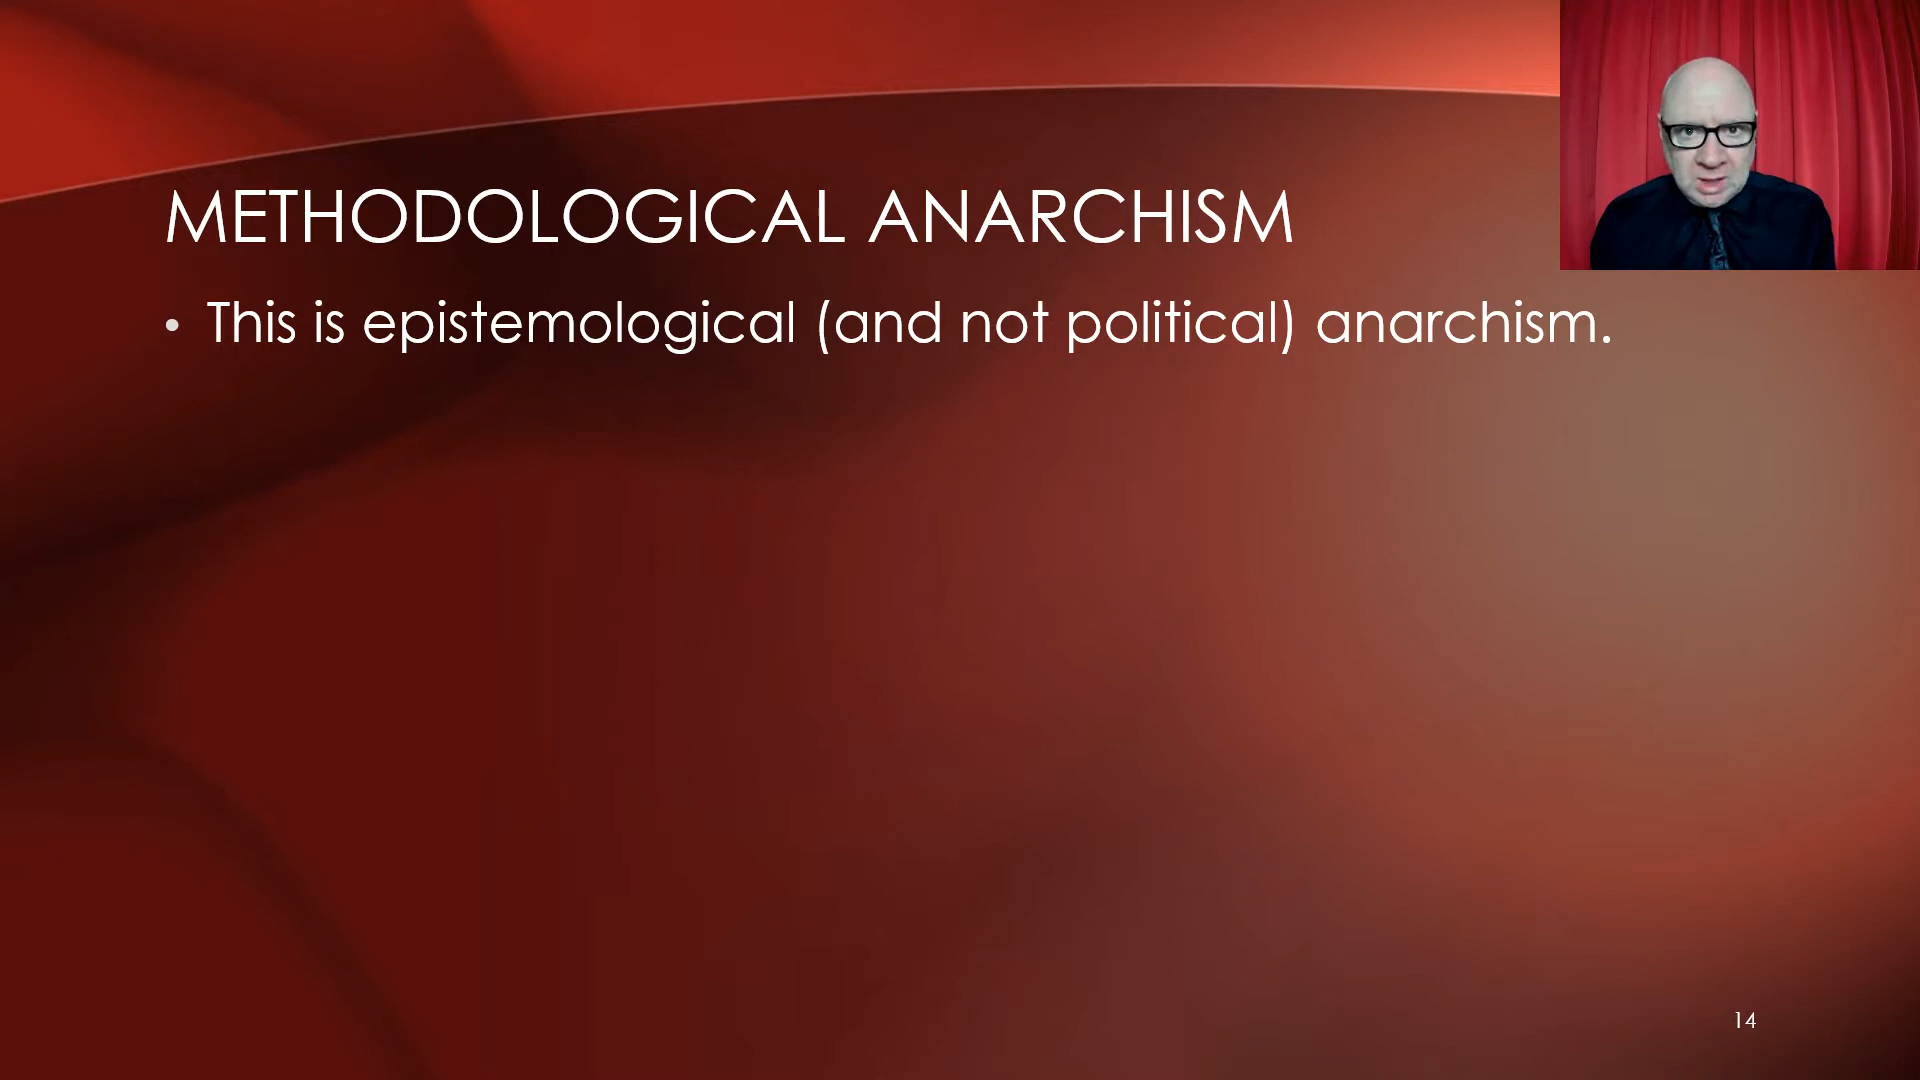 METHODOLOGICAL ANARCHISM
• This is epistemological (and not political) anarchism.
14